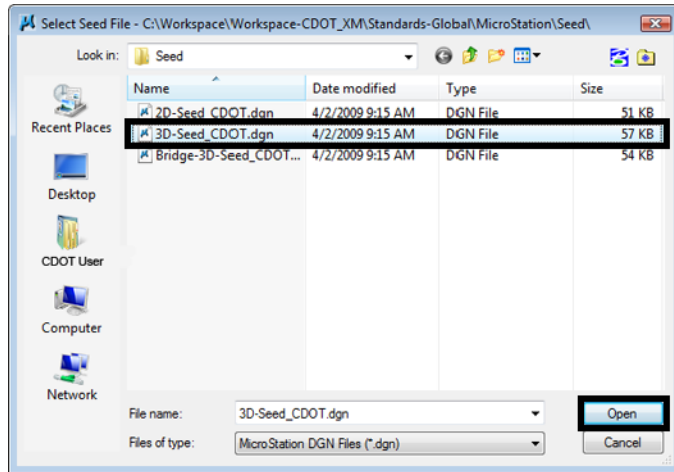 Select Seed File - C:\Workspace\Workspace-CDOT_XM\Standards-Global\MicroStation\Seed\
Look in: Seed
Name Date modified Type Size
2D-Seed_CDOT.dgn 4/2/2009 9:15 AM DGN File 51 KB
3D-Seed_CDOT.dgn 4/2/2009 9:15 AM DGN File 57 KB
Bridge-3D-Seed_CDOT... 4/2/2009 9:15 AM DGN File 54 KB
Recent Places
Desktop
CDOT User
Computer
Network
File name: 3D-Seed_CDOT.dgn Open
Files of type: MicroStation DGN Files (*.dgn) Cancel